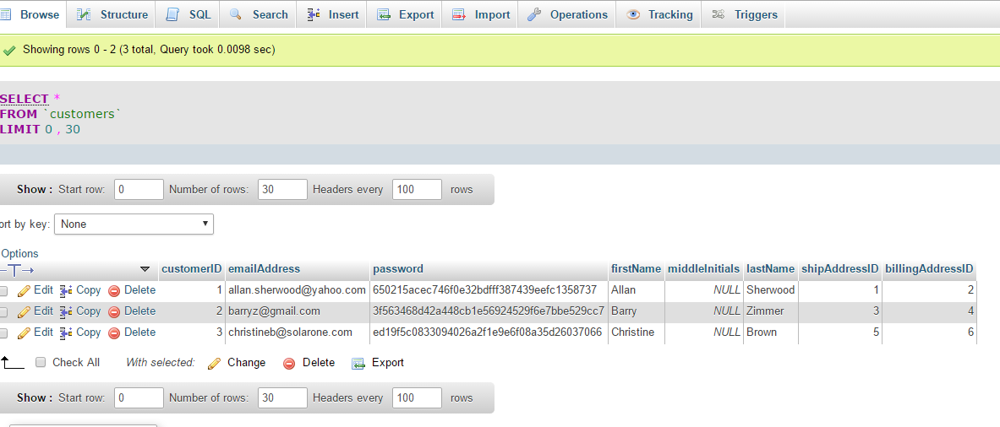 Browse Structure SQL Search Insert Export Import Operations Tracking Triggers
Showing rows 0 - 2 (3 total, Query took 0.0098 sec)
SELECT *
FROM `customers`
LIMIT 0 , 30
Show : Start row: 0 Number of rows: 30 Headers every 100 rows
ort by key: None
Options
customerID emailAddress password firstName middleInitials lastName shipAddressID billingAddressID
Edit Copy Delete 1 allan.sherwood@yahoo.com 650215acec746f0e32bdfff387439eefc1358737 Allan NULL Sherwood 1 2
Edit Copy Delete 2 barryz@gmail.com 3f563468d42a448cb1e56924529f6e7bbe529cc7 Barry NULL Zimmer 3 4
Edit Copy Delete 3 christineb@solarone.com ed19f5c0833094026a2f1e9e6f08a35d26037066 Christine NULL Brown 5 6
Check All With selected: Change Delete Export
Show : Start row: 0 Number of rows: 30 Headers every 100 rows